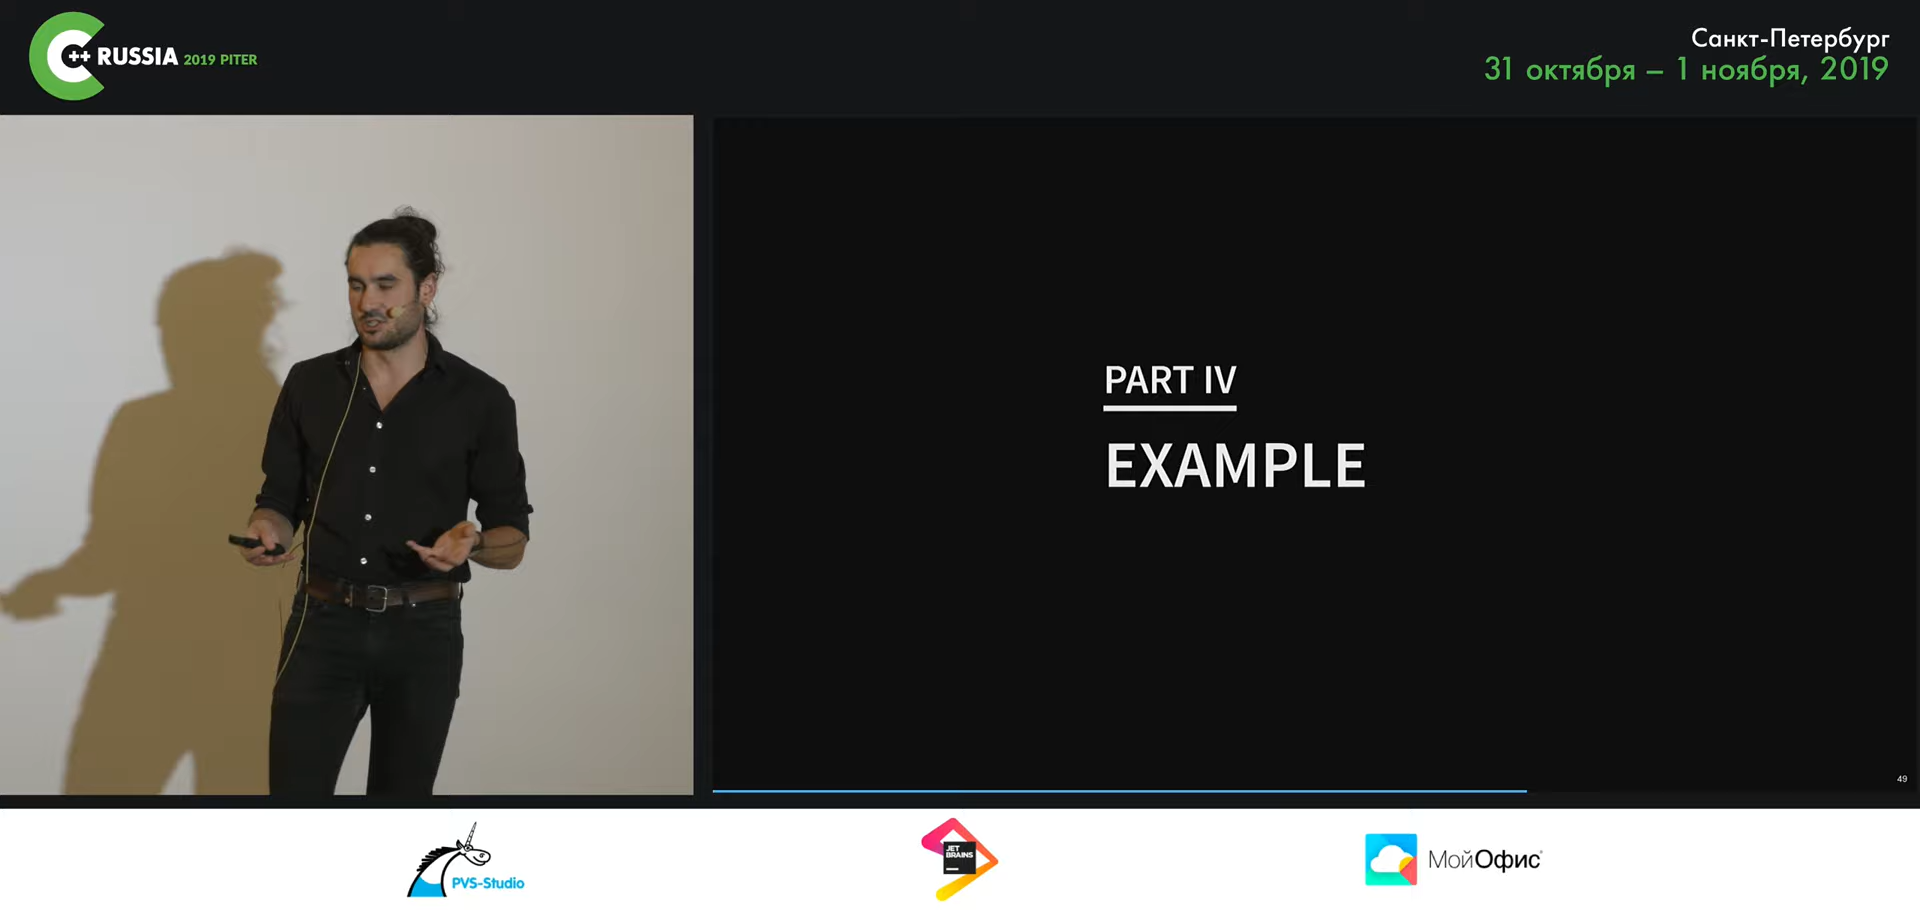 C++ RUSSIA 2019 PITER
Санкт-Петербург
31 октября – 1 ноября, 2019
PART IV
EXAMPLE
49
PVS-Studio
JET
BRAINS
МойОфис